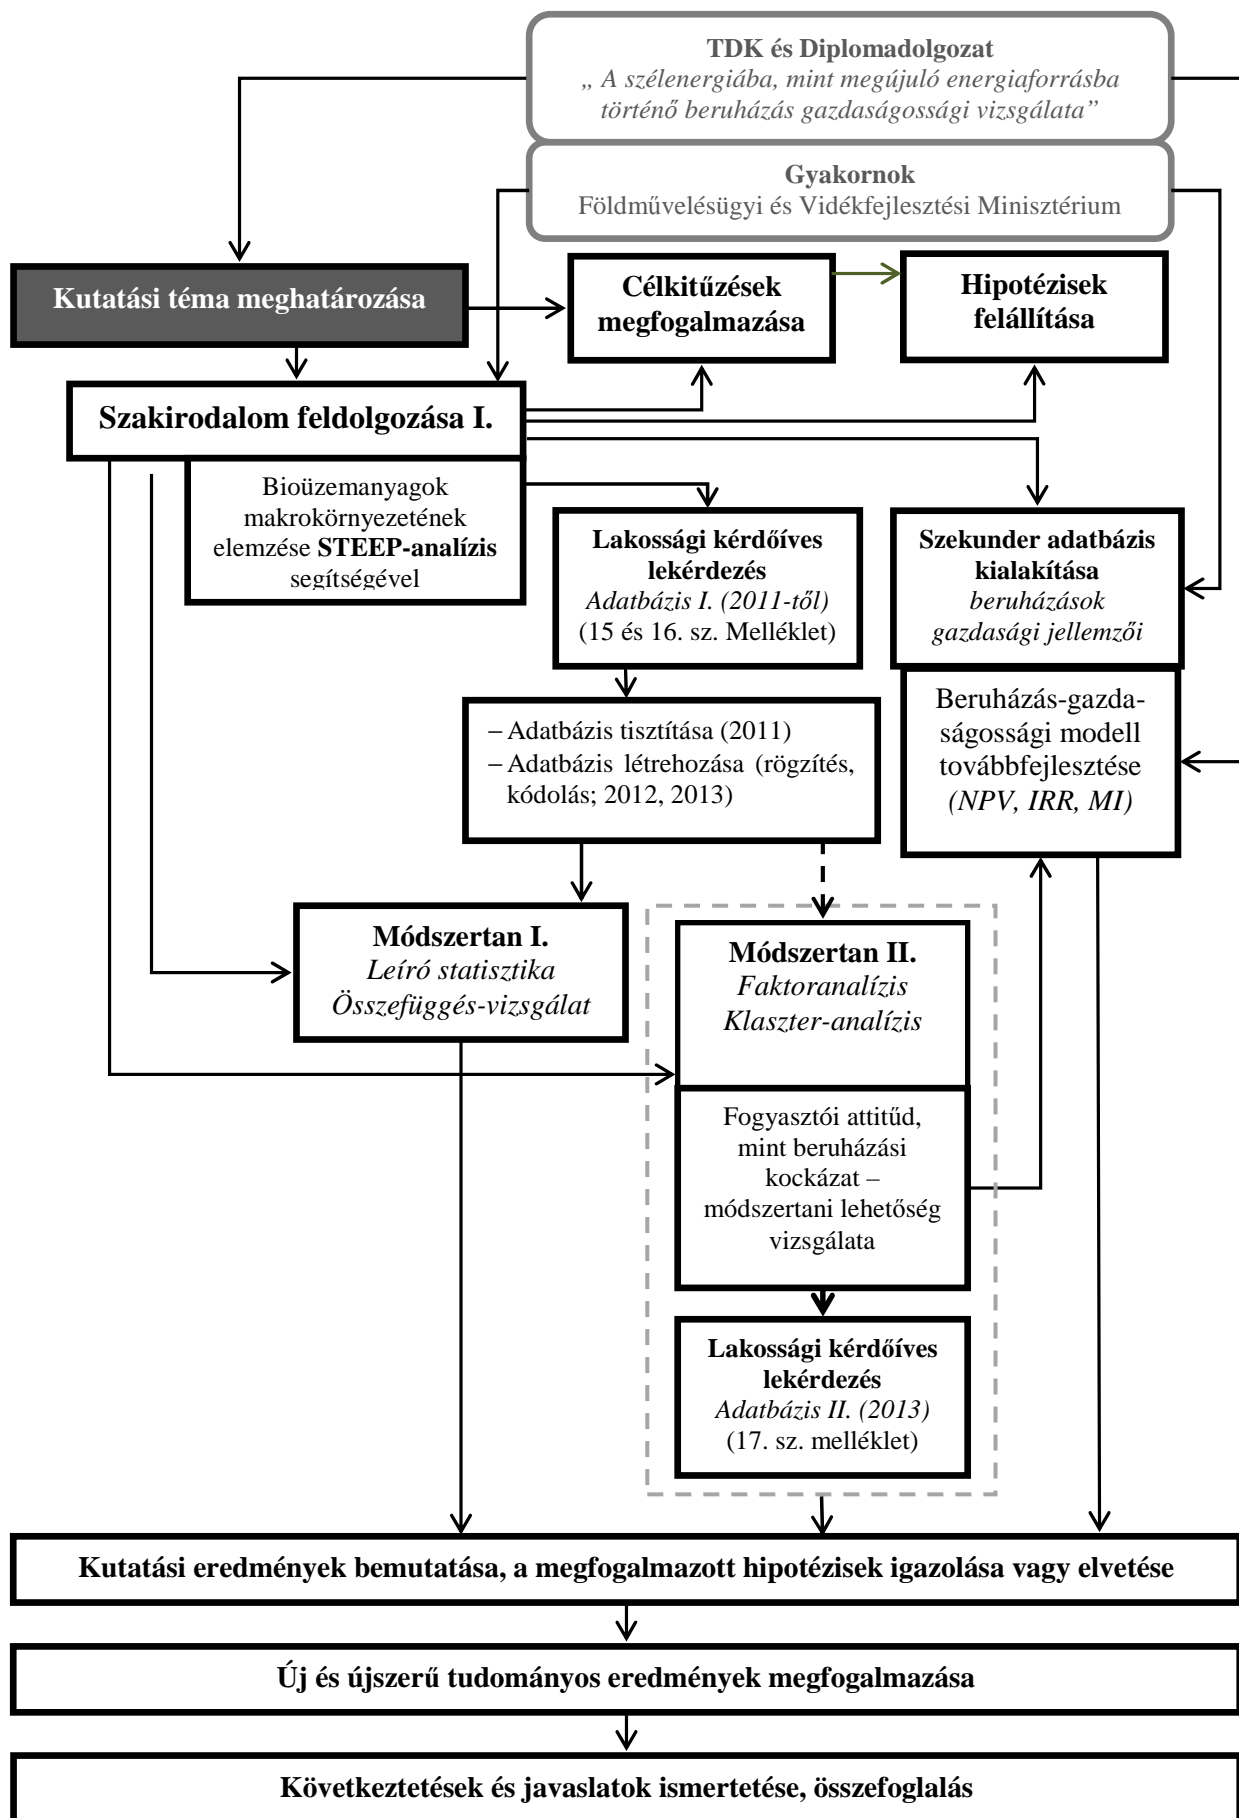 TDK és Diplomadolgozat
„ A szélenergiába, mint megújuló energiaforrásba
történő beruházás gazdaságossági vizsgálata”
Gyakornok
Földművelésügyi és Vidékfejlesztési Minisztérium
Kutatási téma meghatározása
Célkitűzések
megfogalmazása
Hipotézisek
felállítása
Szakirodalom feldolgozása I.
Bioüzemanyagok
makrokörnyezetének
elemzése STEEP-analízis
segítségével
Lakossági kérdőíves
lekérdezés
Adatbázis I. (2011-től)
(15 és 16. sz. Melléklet)
Szekunder adatbázis
kialakítása
beruházások
gazdasági jellemzői
Beruházás-gazda-
ságossági modell
továbbfejlesztése
(NPV, IRR, MI)
– Adatbázis tisztítása (2011)
– Adatbázis létrehozása (rögzítés,
kódolás; 2012, 2013)
Módszertan I.
Leíró statisztika
Összefüggés-vizsgálat
Módszertan II.
Faktoranalízis
Klaszter-analízis
Fogyasztói attitűd,
mint beruházási
kockázat –
módszertani lehetőség
vizsgálata
Lakossági kérdőíves
lekérdezés
Adatbázis II. (2013)
(17. sz. melléklet)
Kutatási eredmények bemutatása, a megfogalmazott hipotézisek igazolása vagy elvetése
Új és újszerű tudományos eredmények megfogalmazása
Következtetések és javaslatok ismertetése, összefoglalás